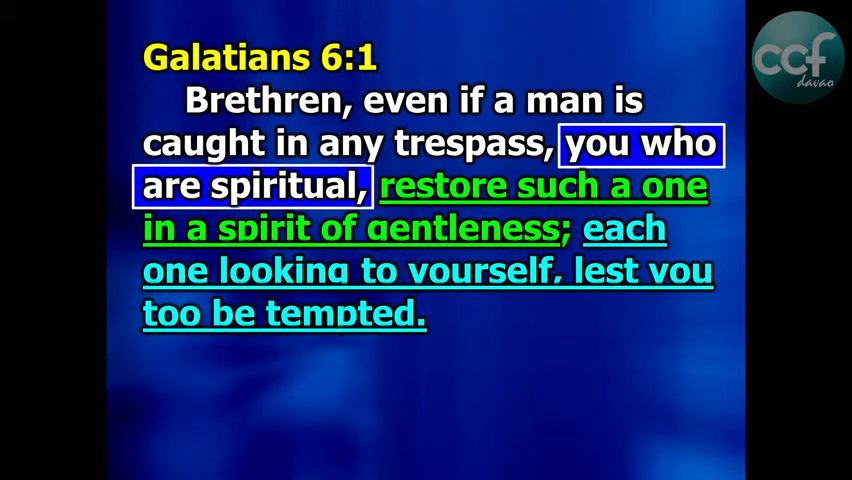 ccf
davao
Galatians 6:1
Brethren, even if a man is
caught in any trespass, you who
are spiritual, restore such a one
in a spirit of gentleness; each
one looking to yourself, lest you
too be tempted.